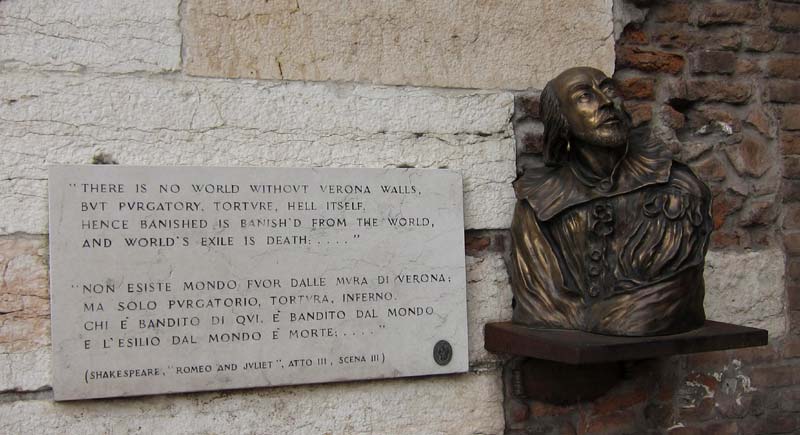 "THERE IS NO WORLD WITHOVT VERONA WALLS,
BVT PVRGATORY, TORTVRE, HELL ITSELF.
HENCE BANISHED IS BANISH'D FROM THE WORLD,
AND WORLD'S EXILE IS DEATH: . . . ."
"NON ESISTE MONDO FVOR DALLE MVRA DI VERONA:
MA SOLO PVRGATORIO, TORTVRA, INFERNO.
CHI È BANDITO DI QVI, È BANDITO DAL MONDO
E L'ESILIO DAL MONDO È MORTE; . . . ."
(SHAKESPEARE, "ROMEO AND JVLIET", ATTO III, SCENA III)